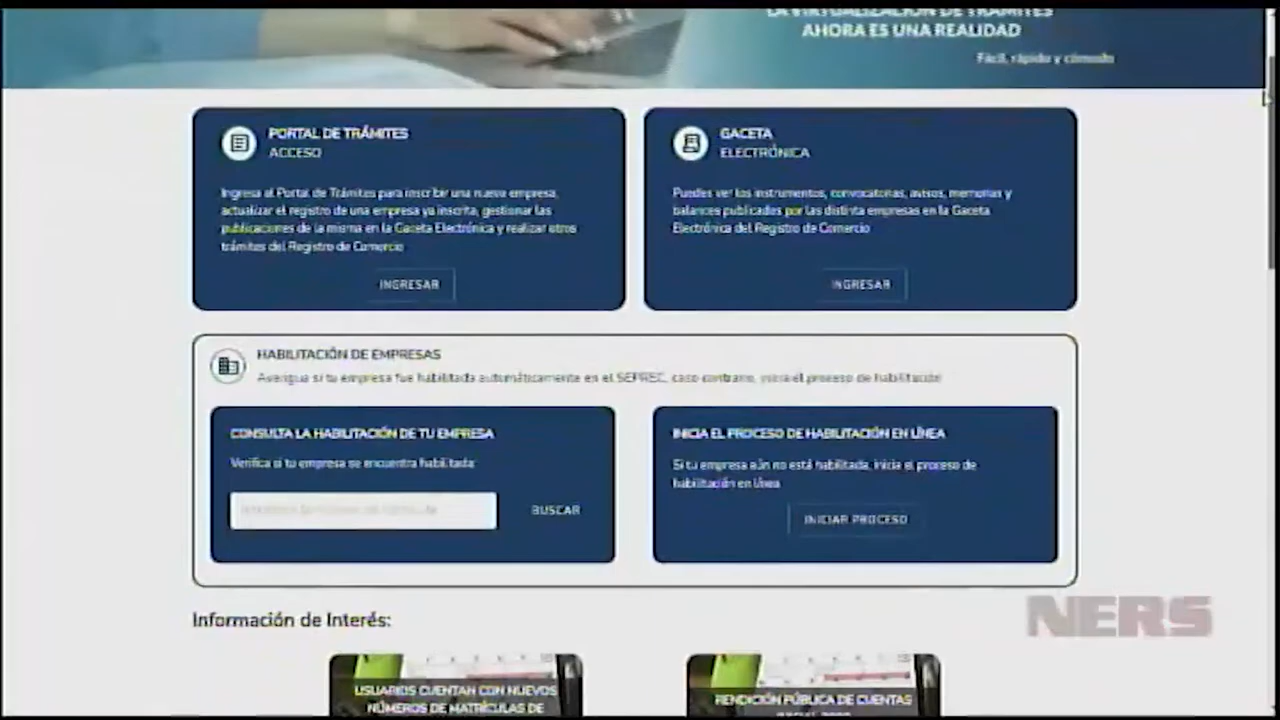 LA VIRTUALIZACIÓN DE TRÁMITES
AHORA ES UNA REALIDAD
Fácil, rápido y cómodo
PORTAL DE TRÁMITES
ACCESO
Ingresa al Portal de Trámites para inscribir una nueva empresa,
actualizar el registro de una empresa ya inscrita, gestionar las
publicaciones de la misma en la Gaceta Electrónica y realizar otros
trámites del Registro de Comercio
INGRESAR
GACETA
ELECTRÓNICA
Puedes ver los instrumentos, convocatorias, avisos, memorias y
balances publicados por las distinta empresas en la Gaceta
Electrónica del Registro de Comercio
INGRESAR
HABILITACIÓN DE EMPRESAS
Averigua si tu empresa fue habilitada automáticamente en el SEPREC, caso contrario, inicia el proceso de habilitación
CONSULTA LA HABILITACIÓN DE TU EMPRESA
Verifica si tu empresa se encuentra habilitada
BUSCAR
INICIA EL PROCESO DE HABILITACIÓN EN LÍNEA
Si tu empresa aún no está habilitada, inicia el proceso de
habilitación en línea
INICIAR PROCESO
Información de Interés:
NERS
USUARIOS CUENTAN CON NUEVOS
NÚMEROS DE MATRÍCULAS DE
RENDICIÓN PÚBLICA DE CUENTAS